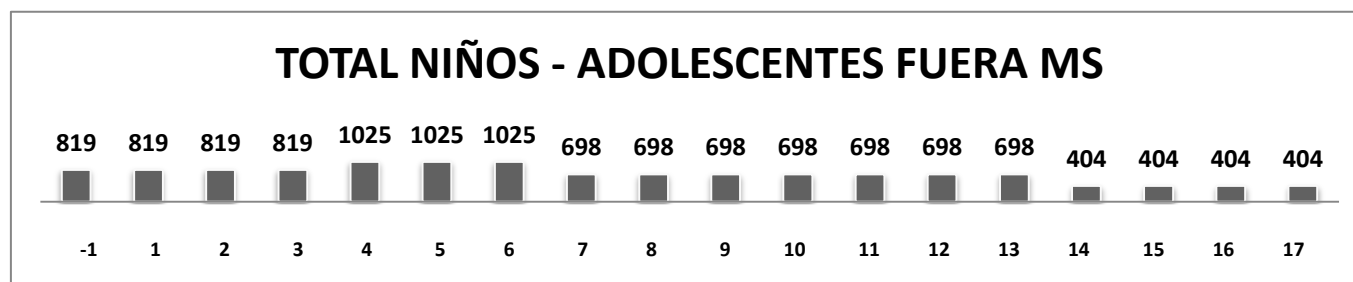 TOTAL NIÑOS - ADOLESCENTES FUERA MS
819 819 819 819 1025 1025 1025 698 698 698 698 698 698 698 404 404 404 404
-1 1 2 3 4 5 6 7 8 9 10 11 12 13 14 15 16 17